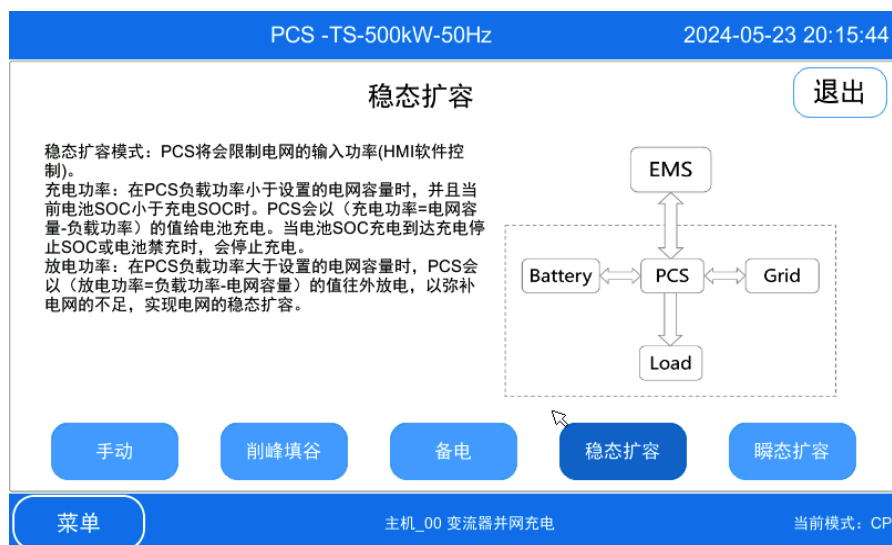 PCS -TS-500kW-50Hz
2024-05-23 20:15:44
稳态扩容
退出
稳态扩容模式：PCS将会限制电网的输入功率(HMI软件控
制)。
充电功率：在PCS负载功率小于设置的电网容量时，并且当
前电池SOC小于充电SOC时。PCS会以（充电功率=电网容
量-负载功率）的值给电池充电。当电池SOC充电到达充电停
止SOC或电池禁充时，会停止充电。
放电功率：在PCS负载功率大于设置的电网容量时，PCS会
以（放电功率=负载功率-电网容量）的值往外放电，以弥补
电网的不足，实现电网的稳态扩容。
EMS
Battery
PCS
Grid
Load
手动
削峰填谷
备电
稳态扩容
瞬态扩容
菜单
主机_00 变流器并网充电
当前模式：CP